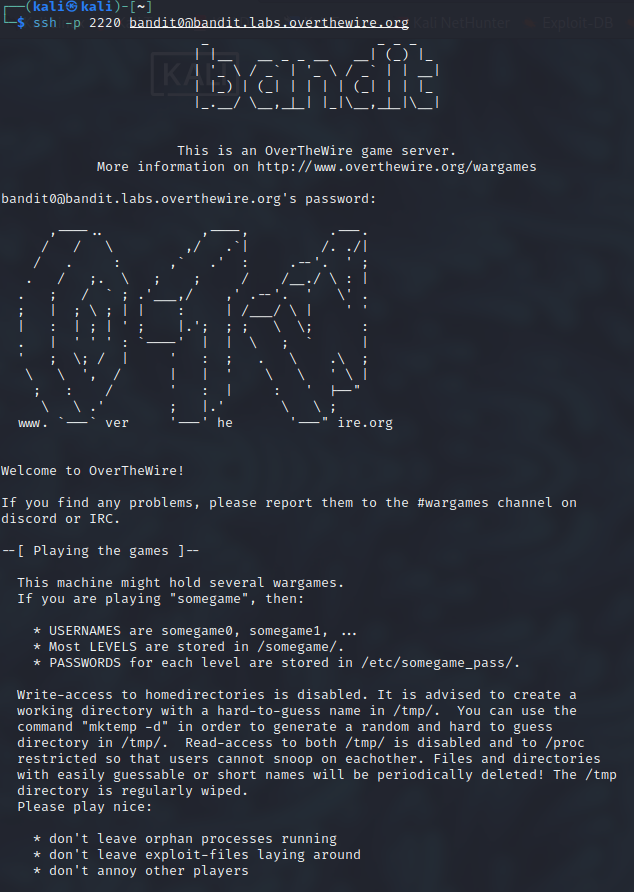 ┌──(kali㉿kali)-[~]
└─$ ssh -p 2220 bandit0@bandit.labs.overthewire.org
bandit
This is an OverTheWire game server.
More information on http://www.overthewire.org/wargames
bandit0@bandit.labs.overthewire.org's password:
www. ver he ire.org
Welcome to OverTheWire!
If you find any problems, please report them to the #wargames channel on
discord or IRC.
--[ Playing the games ]--
This machine might hold several wargames.
If you are playing "somegame", then:
* USERNAMES are somegame0, somegame1, ...
* Most LEVELS are stored in /somegame/.
* PASSWORDS for each level are stored in /etc/somegame_pass/.
Write-access to homedirectories is disabled. It is advised to create a
working directory with a hard-to-guess name in /tmp/.  You can use the
command "mktemp -d" in order to generate a random and hard to guess
directory in /tmp/.  Read-access to both /tmp/ is disabled and to /proc
restricted so that users cannot snoop on eachother. Files and directories
with easily guessable or short names will be periodically deleted! The /tmp
directory is regularly wiped.
Please play nice:
* don't leave orphan processes running
* don't leave exploit-files laying around
* don't annoy other players